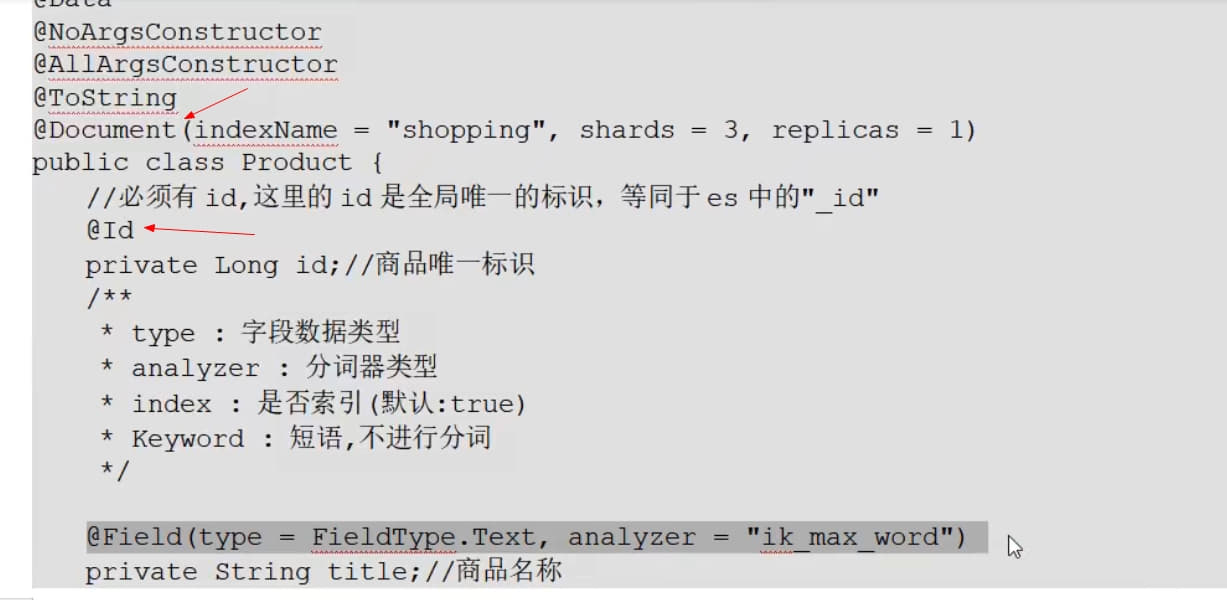 @Data
@NoArgsConstructor
@AllArgsConstructor
@ToString
@Document(indexName = "shopping", shards = 3, replicas = 1)
public class Product {
//必须有 id,这里的 id 是全局唯一的标识，等同于 es 中的"_id"
@Id
private Long id;//商品唯一标识
/**
* type : 字段数据类型
* analyzer : 分词器类型
* index : 是否索引(默认:true)
* Keyword : 短语,不进行分词
*/
@Field(type = FieldType.Text, analyzer = "ik_max_word")
private String title;//商品名称